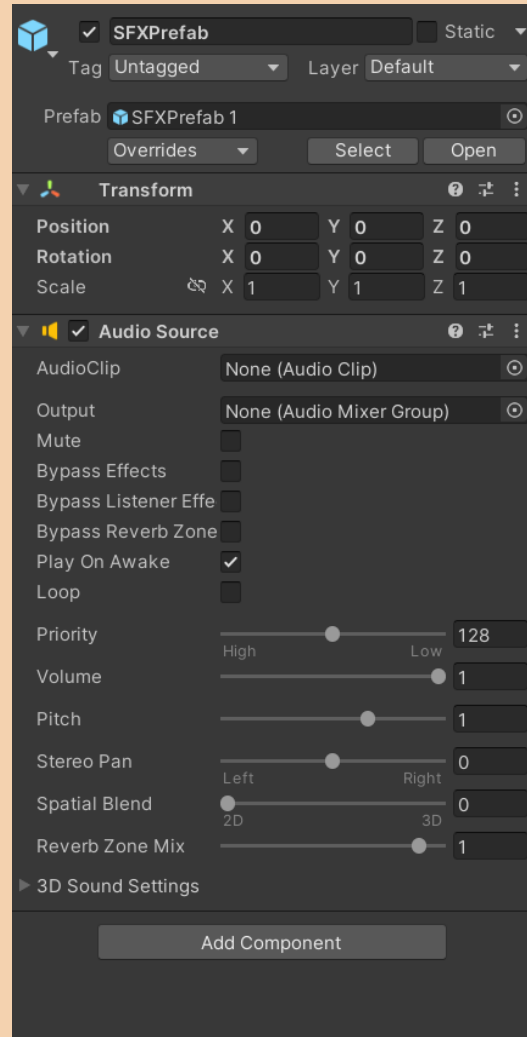 SFXPrefab Static
Tag Untagged Layer Default
Prefab SFXPrefab 1
Overrides Select Open
Transform
Position X 0 Y 0 Z 0
Rotation X 0 Y 0 Z 0
Scale X 1 Y 1 Z 1
Audio Source
AudioClip None (Audio Clip)
Output None (Audio Mixer Group)
Mute
Bypass Effects
Bypass Listener Effe
Bypass Reverb Zone
Play On Awake
Loop
Priority 128
High Low
Volume 1
Pitch 1
Stereo Pan 0
Left Right
Spatial Blend 0
2D 3D
Reverb Zone Mix 1
3D Sound Settings
Add Component